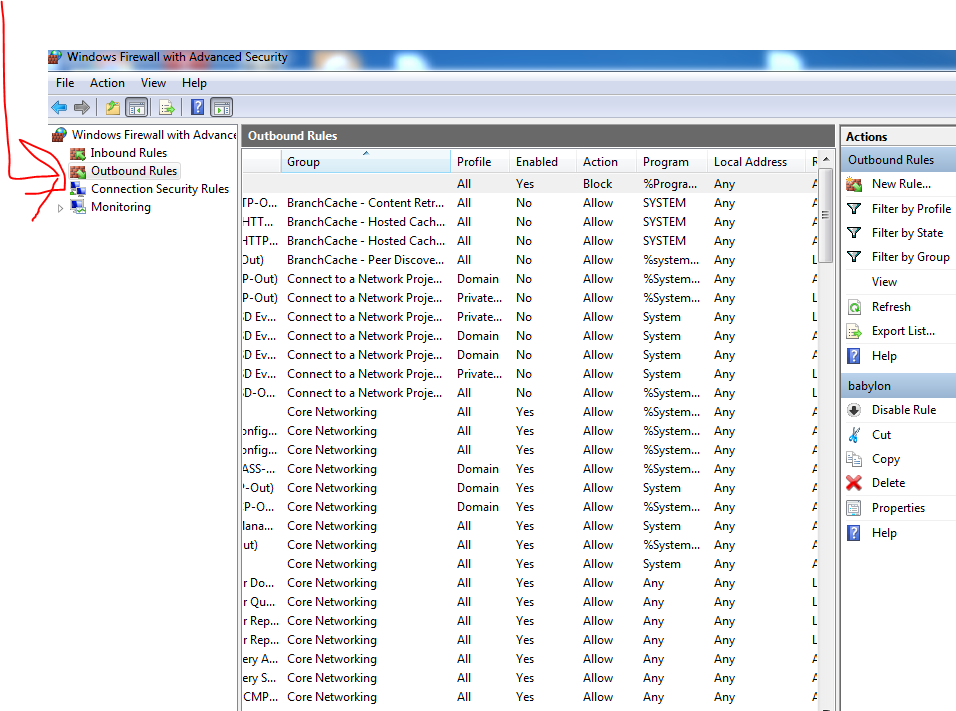 Windows Firewall with Advanced Security
File Action View Help
Windows Firewall with Advance
Inbound Rules
Outbound Rules
Connection Security Rules
Monitoring
Outbound Rules
Group Profile Enabled Action Program Local Address R
All Yes Block %Progra... Any A
TP-O... BranchCache - Content Retr... All No Allow SYSTEM Any A
HTT... BranchCache - Hosted Cach... All No Allow SYSTEM Any A
HTTP... BranchCache - Hosted Cach... All No Allow SYSTEM Any A
Out) BranchCache - Peer Discove... All No Allow %system... Any L
P-Out) Connect to a Network Proje... Domain No Allow %System... Any A
P-Out) Connect to a Network Proje... Private... No Allow %System... Any L
SD Ev... Connect to a Network Proje... Private... No Allow System Any L
SD Ev... Connect to a Network Proje... Domain No Allow System Any A
SD Ev... Connect to a Network Proje... Domain No Allow System Any A
SD Ev... Connect to a Network Proje... Private... No Allow System Any L
SD-O... Connect to a Network Proje... All No Allow %System... Any L
Core Networking All Yes Allow %System... Any A
onfig... Core Networking All Yes Allow %System... Any A
onfig... Core Networking All Yes Allow %System... Any A
ASS-... Core Networking Domain Yes Allow %System... Any A
P-Out) Core Networking Domain Yes Allow System Any A
P-O... Core Networking Domain Yes Allow %System... Any A
Mana... Core Networking All Yes Allow System Any A
ut) Core Networking All Yes Allow %System... Any A
Core Networking All Yes Allow System Any A
r Do... Core Networking All Yes Allow Any Any L
r Qu... Core Networking All Yes Allow Any Any L
r Rep... Core Networking All Yes Allow Any Any L
r Rep... Core Networking All Yes Allow Any Any L
ery A... Core Networking All Yes Allow Any Any A
ery S... Core Networking All Yes Allow Any Any A
CMP... Core Networking All Yes Allow Any Any A
Actions
Outbound Rules
New Rule...
Filter by Profile
Filter by State
Filter by Group
View
Refresh
Export List...
Help
babylon
Disable Rule
Cut
Copy
Delete
Properties
Help